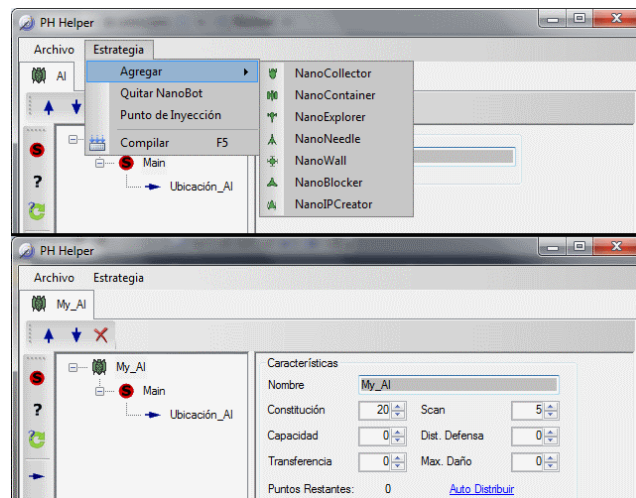 PH Helper
Archivo Estrategia
AI
Agregar
NanoCollector
Quitar NanoBot
NanoContainer
Punto de Inyección
NanoExplorer
Compilar F5
NanoNeedle
S Main
NanoWall
? Ubicación_AI
NanoBlocker
NanoIPCreator
PH Helper
Archivo Estrategia
My_AI
My_AI
Características
S
S Main
Nombre My_AI
? Ubicación_AI
Constitución 20 Scan 5
Capacidad 0 Dist. Defensa 0
Transferencia 0 Max. Daño 0
Puntos Restantes: 0 Auto Distribuir